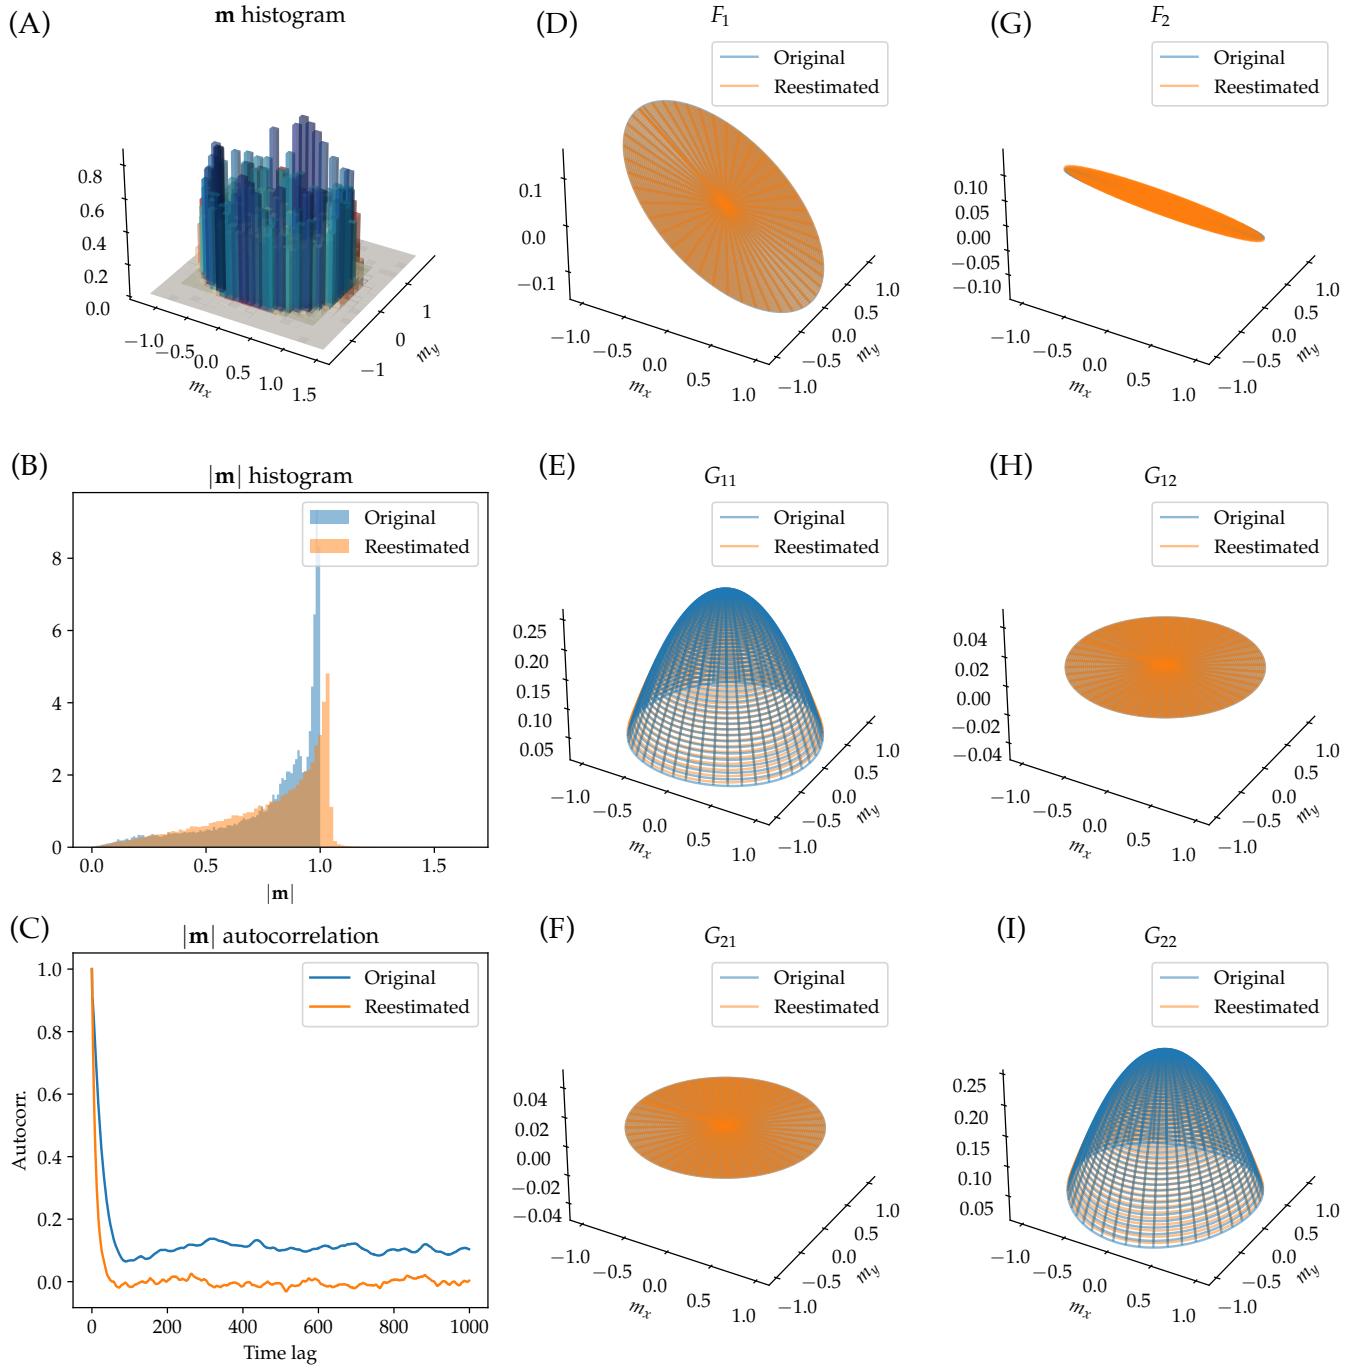 (A)
m histogram
0.8
0.6
0.4
0.2
0.0
−1.0
−0.5
0.0
0.5
1.0
1.5
m_x
−1
0
1
m_y
(B)
|m| histogram
Original
Reestimated
8
6
4
2
0
0.0 0.5 1.0 1.5
|m|
(C)
|m| autocorrelation
Original
Reestimated
1.0
0.8
0.6
0.4
0.2
0.0
Autocorr.
0 200 400 600 800 1000
Time lag
(D)
F_1
Original
Reestimated
0.1
0.0
−0.1
−1.0
−0.5
0.0
0.5
1.0
m_x
−1.0
−0.5
0.0
0.5
1.0
m_y
(E)
G_11
Original
Reestimated
0.25
0.20
0.15
0.10
0.05
−1.0
−0.5
0.0
0.5
1.0
m_x
−1.0
−0.5
0.0
0.5
1.0
m_y
(F)
G_21
Original
Reestimated
0.04
0.02
0.00
−0.02
−0.04
−1.0
−0.5
0.0
0.5
1.0
m_x
−1.0
−0.5
0.0
0.5
1.0
m_y
(G)
F_2
Original
Reestimated
0.10
0.05
0.00
−0.05
−0.10
−1.0
−0.5
0.0
0.5
1.0
m_x
−1.0
−0.5
0.0
0.5
1.0
m_y
(H)
G_12
Original
Reestimated
0.04
0.02
0.00
−0.02
−0.04
−1.0
−0.5
0.0
0.5
1.0
m_x
−1.0
−0.5
0.0
0.5
1.0
m_y
(I)
G_22
Original
Reestimated
0.25
0.20
0.15
0.10
0.05
−1.0
−0.5
0.0
0.5
1.0
m_x
−1.0
−0.5
0.0
0.5
1.0
m_y